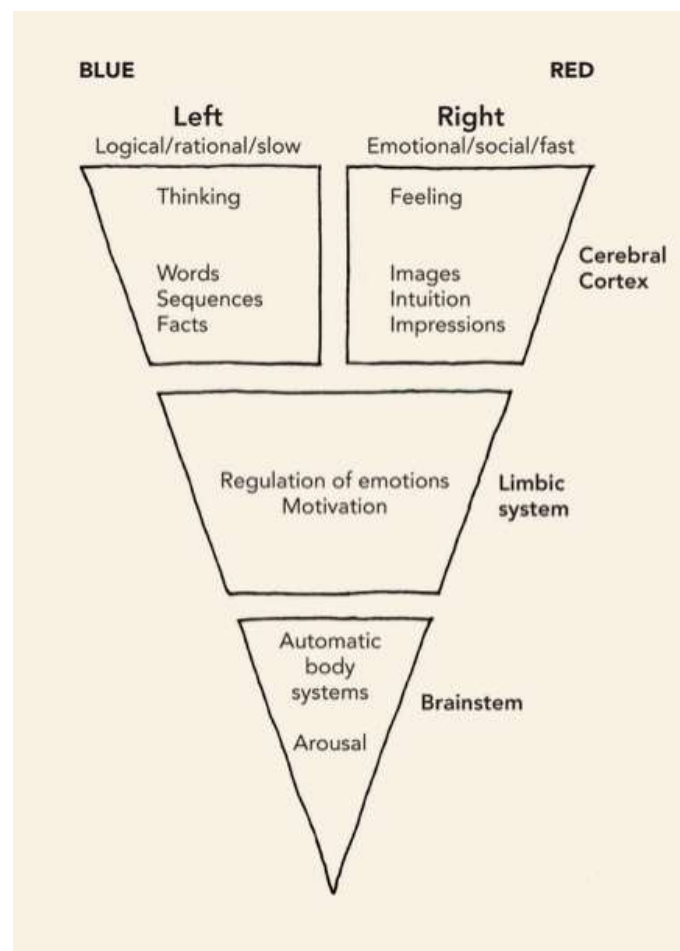 BLUE
RED
Left
Right
Logical/rational/slow
Emotional/social/fast
Thinking
Words
Sequences
Facts
Feeling
Images
Intuition
Impressions
Cerebral
Cortex
Regulation of emotions
Motivation
Limbic
system
Automatic
body
systems
Arousal
Brainstem